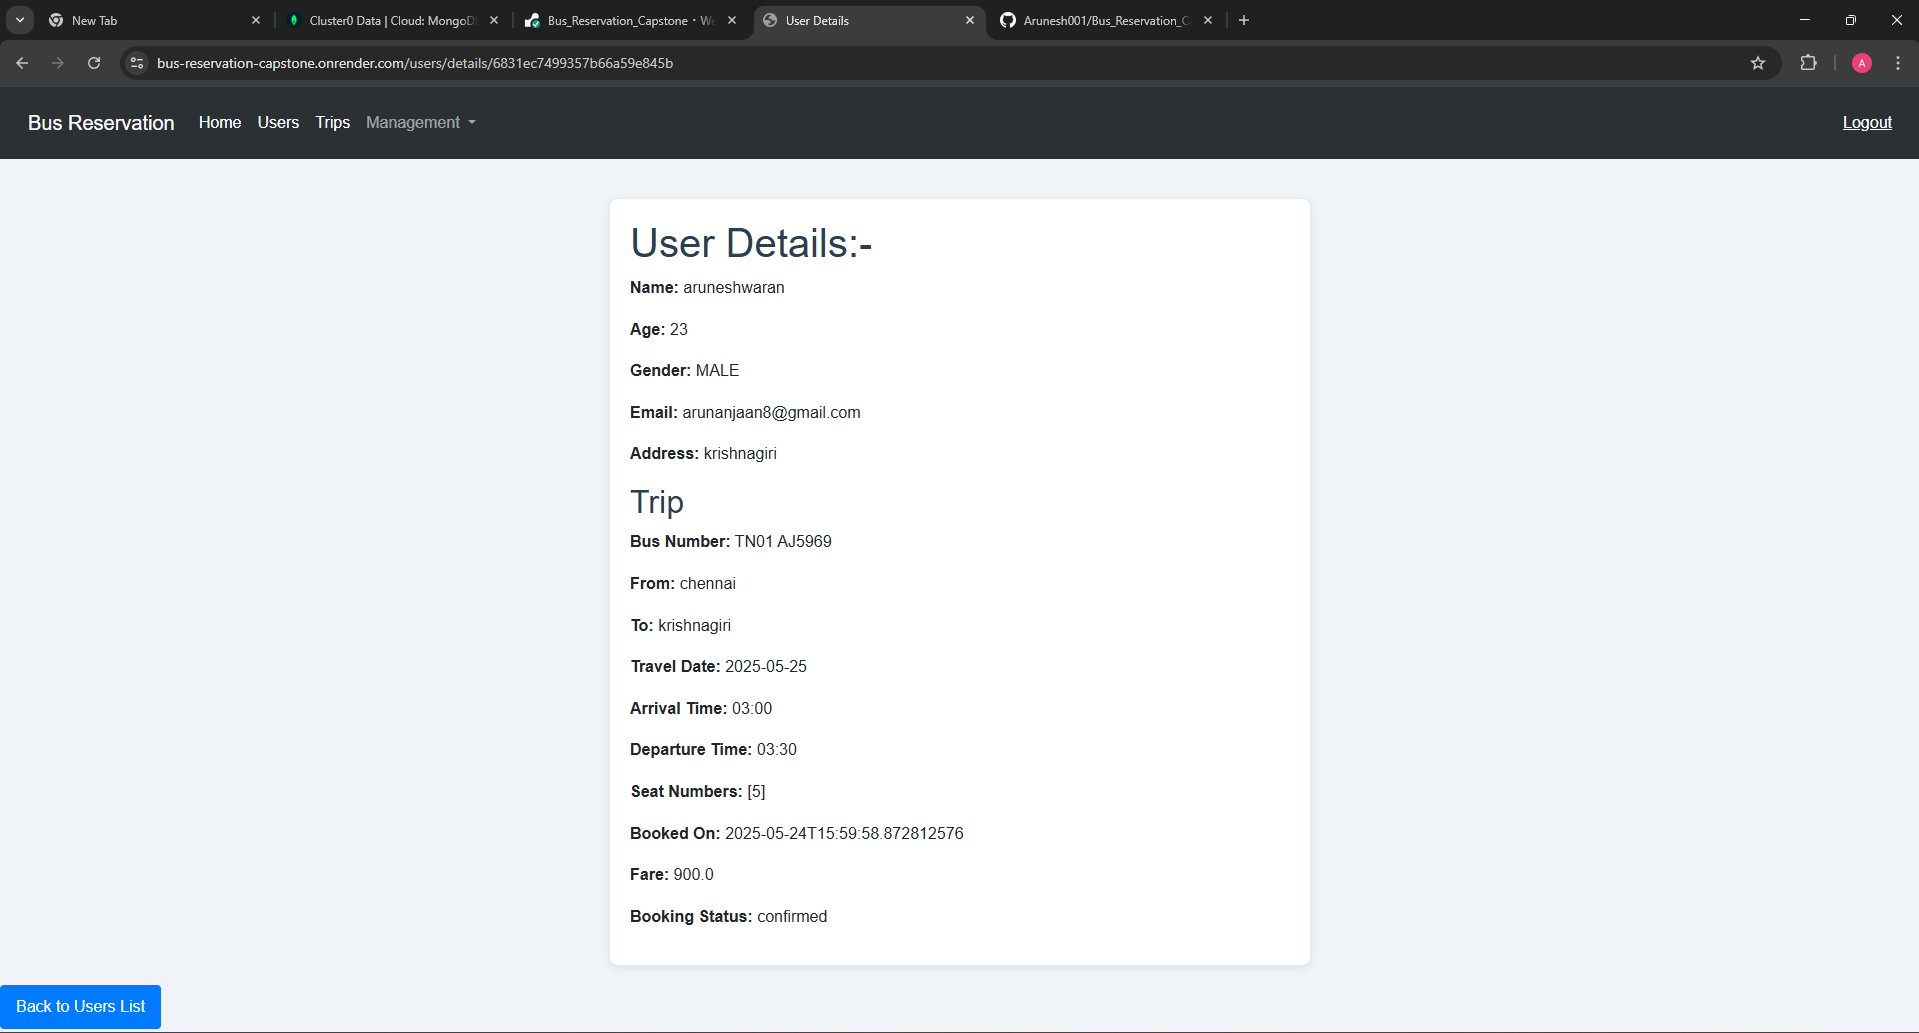 New Tab
Cluster0 Data | Cloud: MongoD
Bus_Reservation_Capstone · We
User Details
Arunesh001/Bus_Reservation_C
bus-reservation-capstone.onrender.com/users/details/6831ec7499357b66a59e845b
A
Bus Reservation Home Users Trips Management Logout
User Details:-
Name: aruneshwaran
Age: 23
Gender: MALE
Email: arunanjaan8@gmail.com
Address: krishnagiri
Trip
Bus Number: TN01 AJ5969
From: chennai
To: krishnagiri
Travel Date: 2025-05-25
Arrival Time: 03:00
Departure Time: 03:30
Seat Numbers: [5]
Booked On: 2025-05-24T15:59:58.872812576
Fare: 900.0
Booking Status: confirmed
Back to Users List